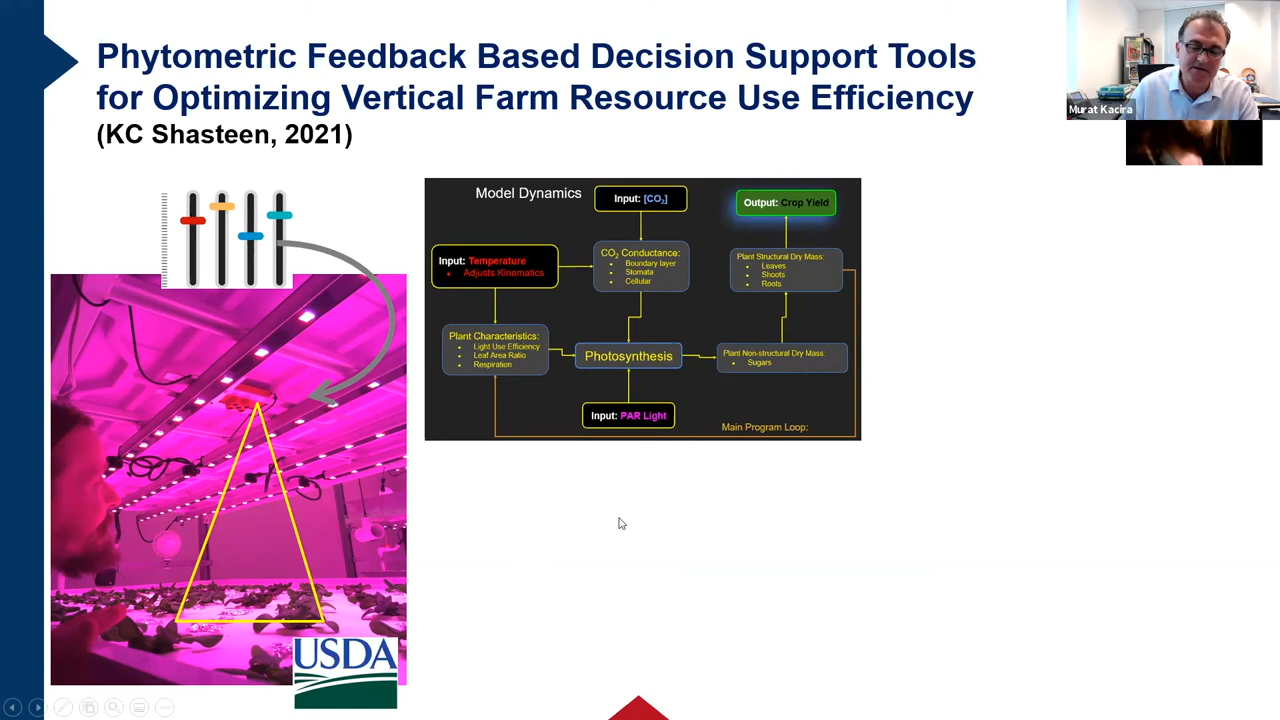 Phytometric Feedback Based Decision Support Tools
for Optimizing Vertical Farm Resource Use Efficiency
(KC Shasteen, 2021)
Murat Kacira
Model Dynamics
Input: [CO₂]
Output: Crop Yield
Input: Temperature
• Adjusts Kinematics
CO₂ Conductance:
• Boundary layer
• Stomata
• Cellular
Plant Structural Dry Mass:
• Leaves
• Shoots
• Roots
Plant Characteristics:
• Light Use Efficiency
• Leaf Area Ratio
• Respiration
Photosynthesis
Plant Non-structural Dry Mass:
• Sugars
Input: PAR Light
Main Program Loop:
USDA